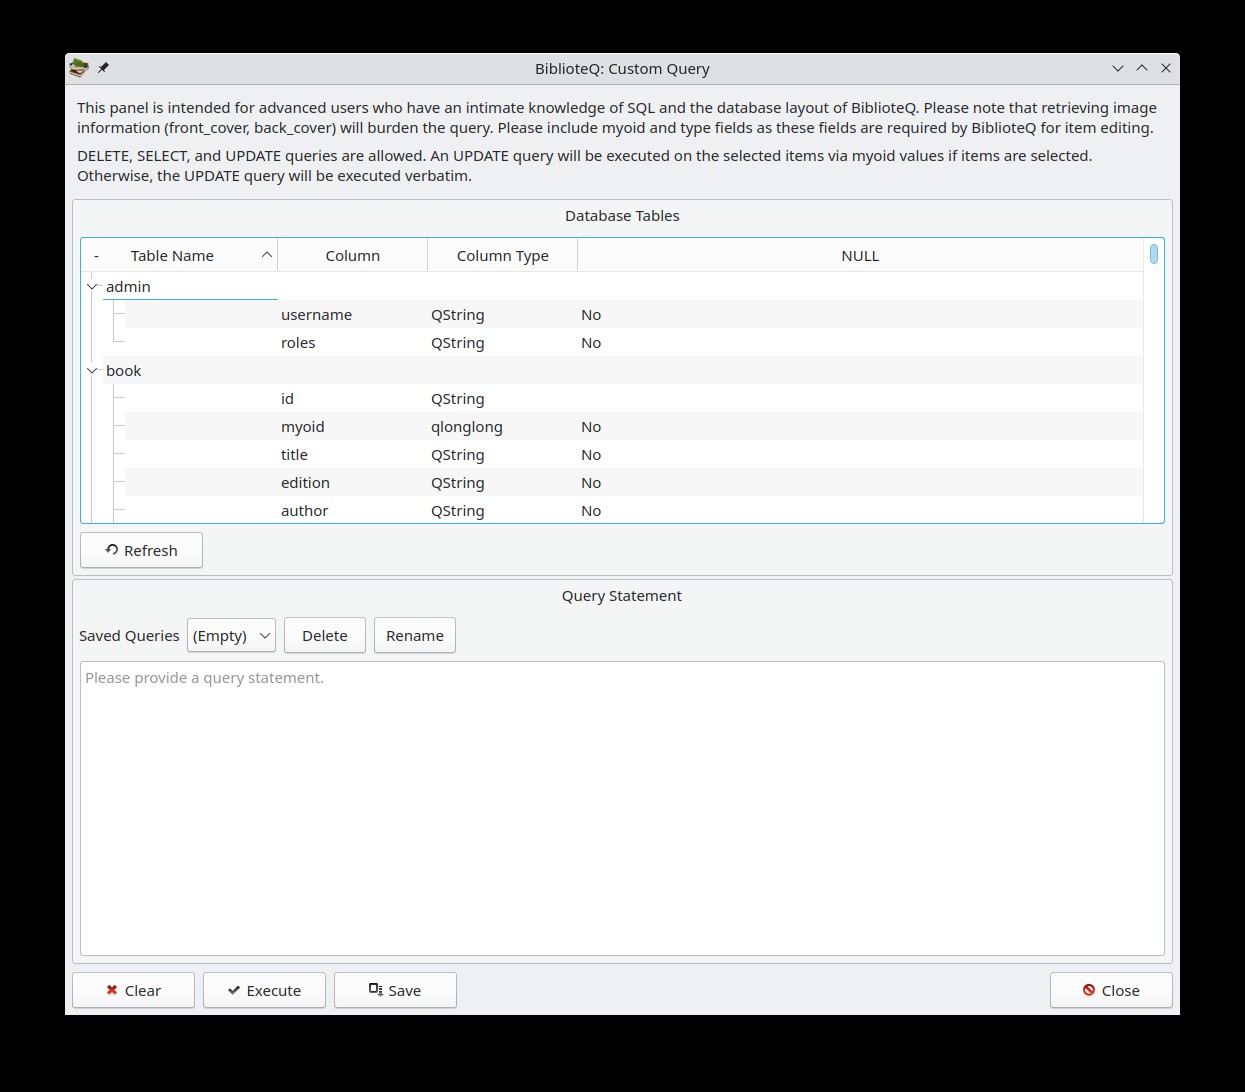 BiblioteQ: Custom Query
This panel is intended for advanced users who have an intimate knowledge of SQL and the database layout of BiblioteQ. Please note that retrieving image
information (front_cover, back_cover) will burden the query. Please include myoid and type fields as these fields are required by BiblioteQ for item editing.
DELETE, SELECT, and UPDATE queries are allowed. An UPDATE query will be executed on the selected items via myoid values if items are selected.
Otherwise, the UPDATE query will be executed verbatim.
Database Tables
- Table Name Column Column Type NULL
admin
username QString No
roles QString No
book
id QString
myoid qlonglong No
title QString No
edition QString No
author QString No
Refresh
Query Statement
Saved Queries (Empty) Delete Rename
Please provide a query statement.
Clear Execute Save Close